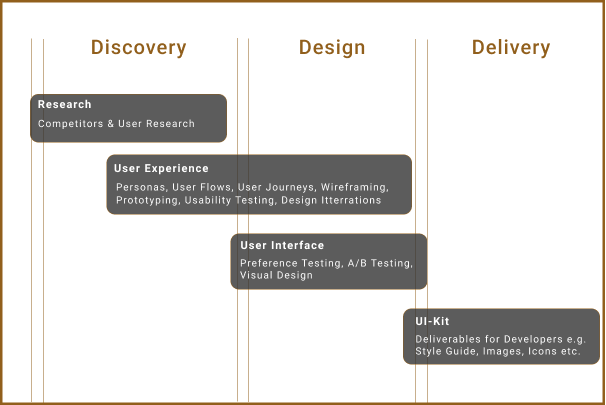 Discovery Design Delivery
Research
Competitors & User Research
User Experience
Personas, User Flows, User Journeys, Wireframing,
Prototyping, Usability Testing, Design Itterrations
User Interface
Preference Testing, A/B Testing,
Visual Design
UI-Kit
Deliverables for Developers e.g.
Style Guide, Images, Icons etc.